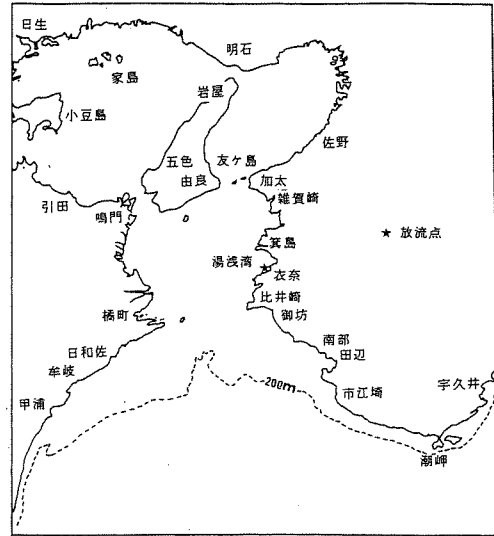 日生
明石
家島
岩屋
小豆島
佐野
五色
友ケ島
由良
加太
引田
鳴門
雑賀崎
箕島
★ 放流点
湯浅湾
衣奈
比井崎
橘町
御坊
日和佐
南部
田辺
牟岐
200m
市江埼
宇久井
甲浦
潮岬